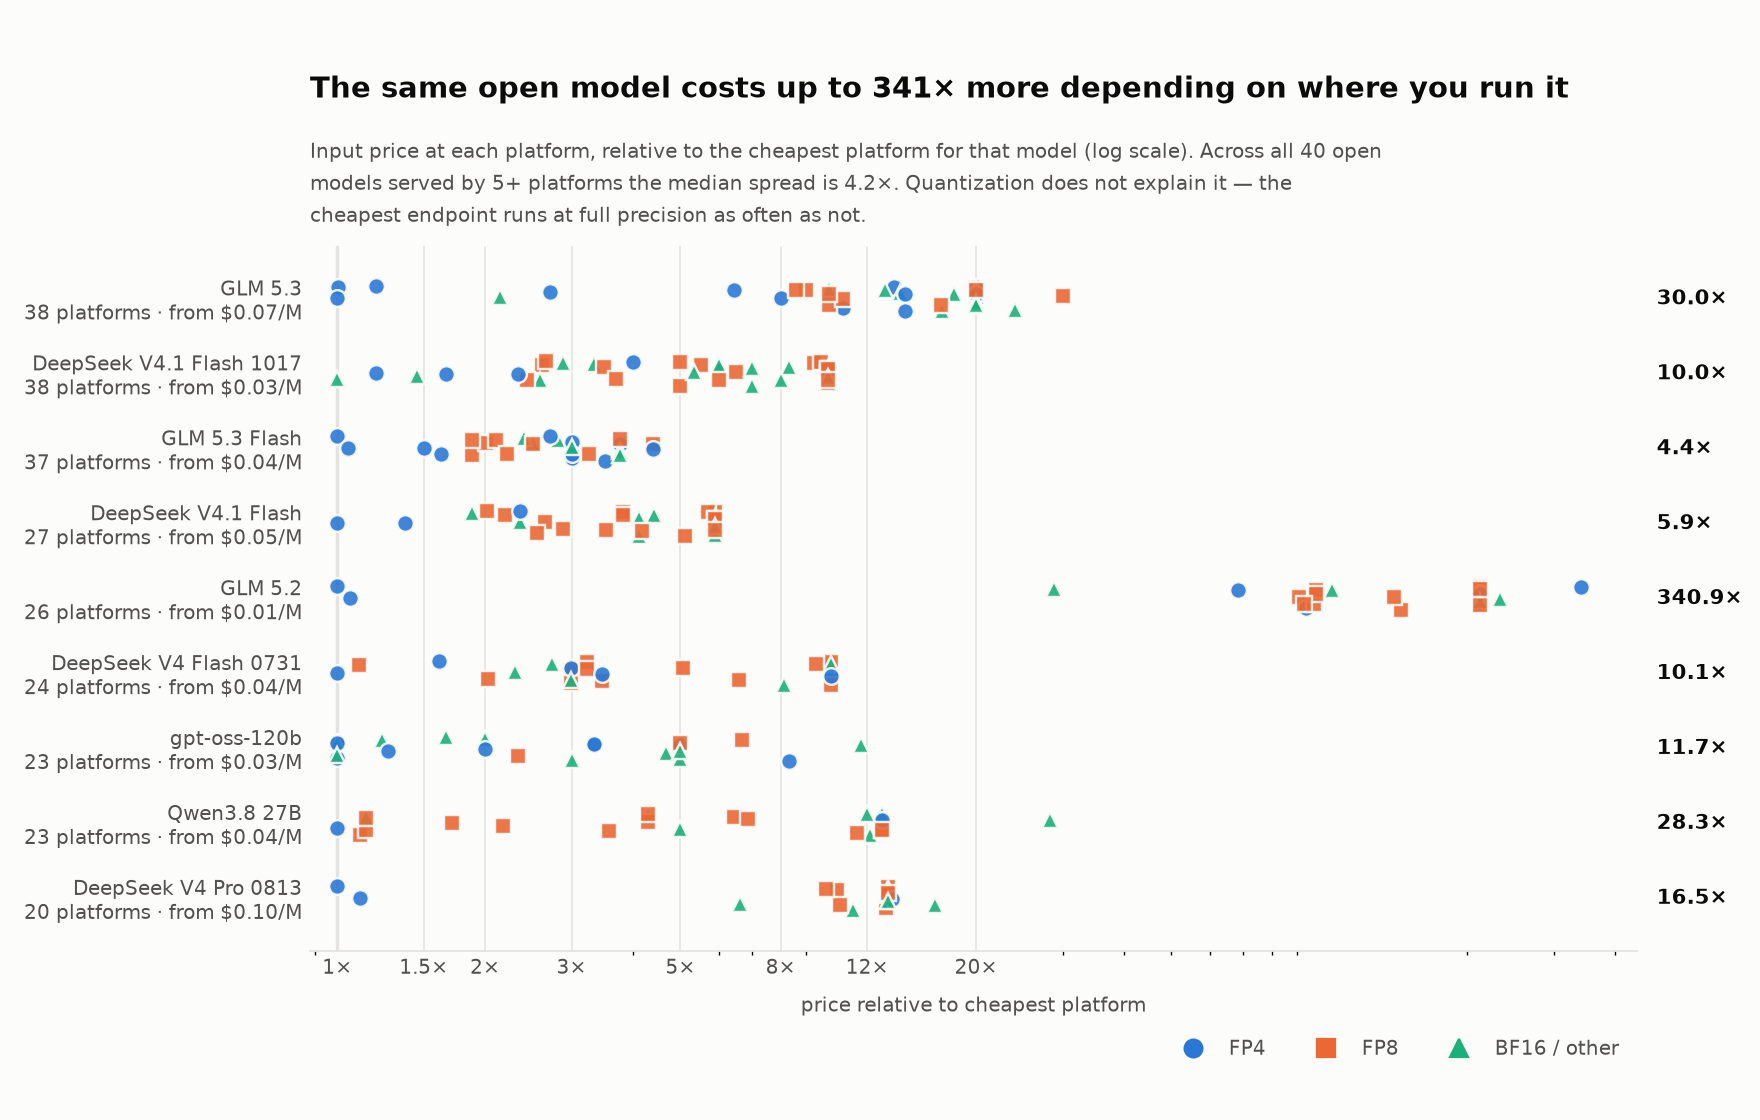 The same open model costs up to 341× more depending on where you run it
Input price at each platform, relative to the cheapest platform for that model (log scale). Across all 40 open
models served by 5+ platforms the median spread is 4.2×. Quantization does not explain it — the
cheapest endpoint runs at full precision as often as not.
GLM 5.3
38 platforms · from $0.07/M
30.0×
DeepSeek V4.1 Flash 1017
38 platforms · from $0.03/M
10.0×
GLM 5.3 Flash
37 platforms · from $0.04/M
4.4×
DeepSeek V4.1 Flash
27 platforms · from $0.05/M
5.9×
GLM 5.2
26 platforms · from $0.01/M
340.9×
DeepSeek V4 Flash 0731
24 platforms · from $0.04/M
10.1×
gpt-oss-120b
23 platforms · from $0.03/M
11.7×
Qwen3.8 27B
23 platforms · from $0.04/M
28.3×
DeepSeek V4 Pro 0813
20 platforms · from $0.10/M
16.5×
1× 1.5× 2× 3× 5× 8× 12× 20×
price relative to cheapest platform
FP4 FP8 BF16 / other